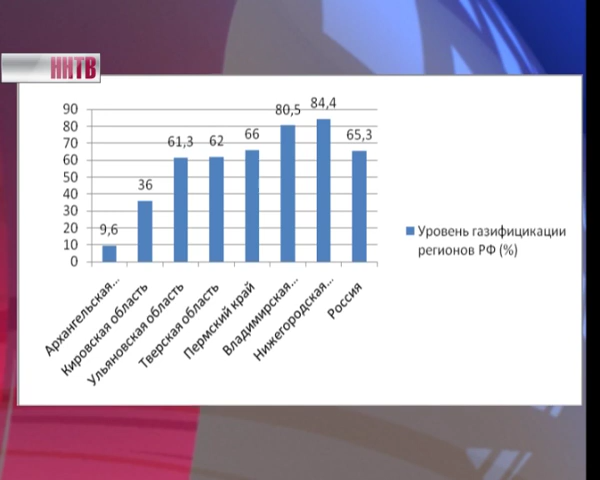 ННТВ
90
80
70
60
50
40
30
20
10
0
9,6
36
61,3
62
66
80,5
84,4
65,3
Архангельская...
Кировская область
Ульяновская область
Тверская область
Пермский край
Владимирская...
Нижегородская...
Россия
Уровень газифицикации
регионов РФ (%)